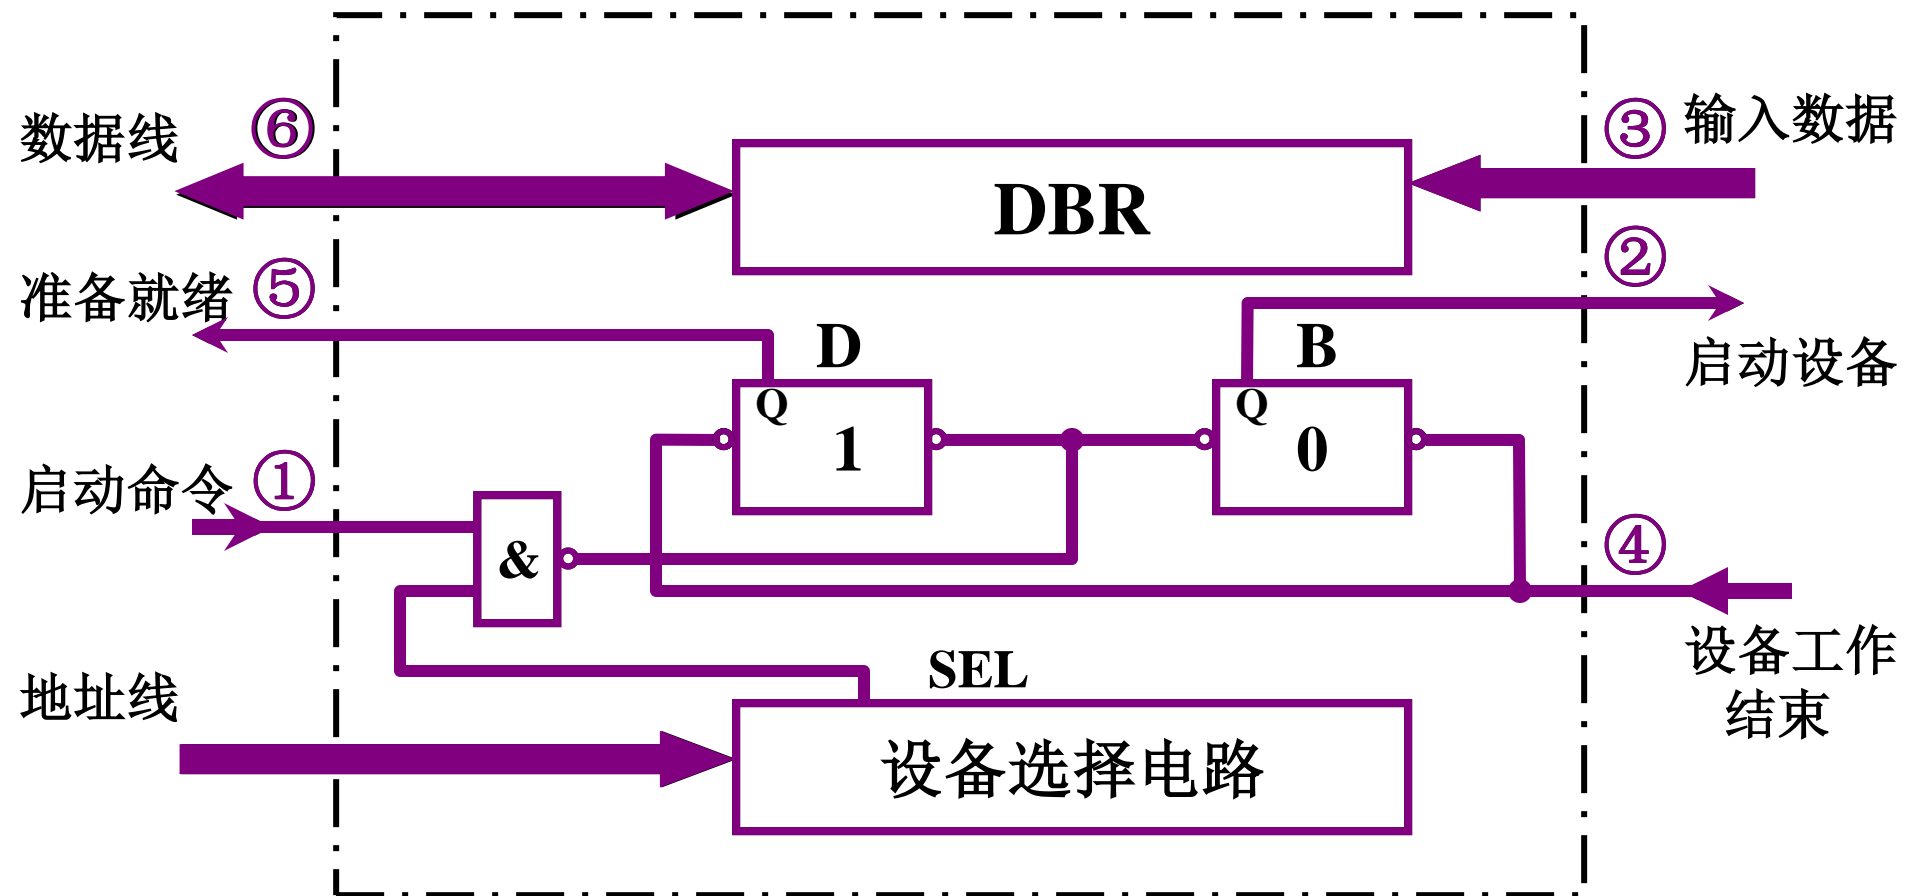 数据线
⑥
③
输入数据
DBR
②
准备就绪
⑤
启动设备
D
B
Q
1
Q
0
启动命令
①
&
④
设备工作
结束
地址线
SEL
设备选择电路